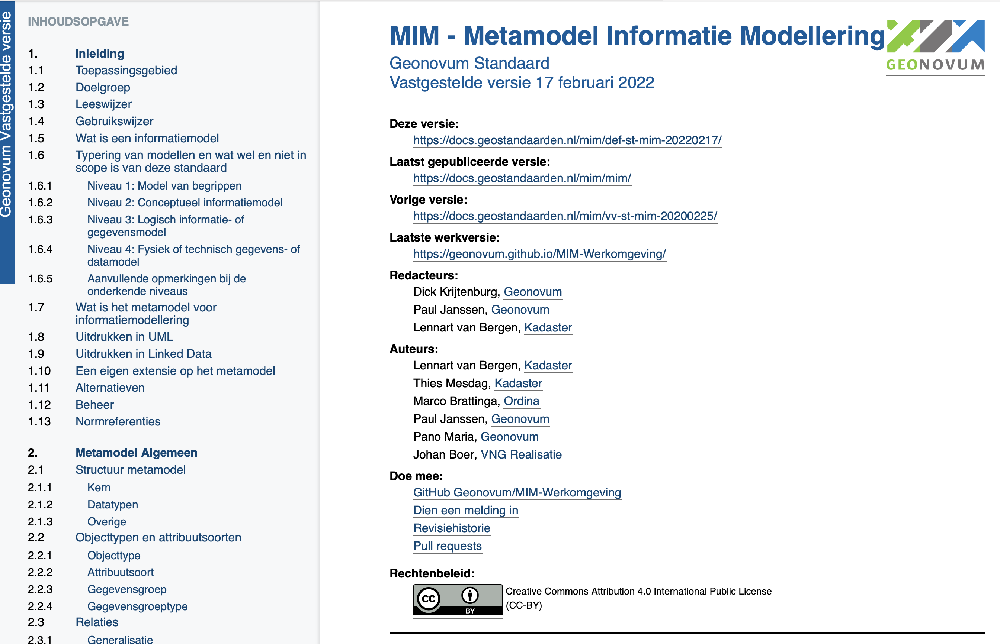 Geonovum Vastgestelde versie
INHOUDSOPGAVE
1. Inleiding
1.1 Toepassingsgebied
1.2 Doelgroep
1.3 Leeswijzer
1.4 Gebruikswijzer
1.5 Wat is een informatiemodel
1.6 Typering van modellen en wat wel en niet in
scope is van deze standaard
1.6.1 Niveau 1: Model van begrippen
1.6.2 Niveau 2: Conceptueel informatiemodel
1.6.3 Niveau 3: Logisch informatie- of
gegevensmodel
1.6.4 Niveau 4: Fysiek of technisch gegevens- of
datamodel
1.6.5 Aanvullende opmerkingen bij de
onderkende niveaus
1.7 Wat is het metamodel voor
informatiemodellering
1.8 Uitdrukken in UML
1.9 Uitdrukken in Linked Data
1.10 Een eigen extensie op het metamodel
1.11 Alternatieven
1.12 Beheer
1.13 Normreferenties
2. Metamodel Algemeen
2.1 Structuur metamodel
2.1.1 Kern
2.1.2 Datatypen
2.1.3 Overige
2.2 Objecttypen en attribuutsoorten
2.2.1 Objecttype
2.2.2 Attribuutsoort
2.2.3 Gegevensgroep
2.2.4 Gegevensgroeptype
2.3 Relaties
2.3.1 Generalisatie
MIM - Metamodel Informatie Modellering
GEONOVUM
Geonovum Standaard
Vastgestelde versie 17 februari 2022
Deze versie:
https://docs.geostandaarden.nl/mim/def-st-mim-20220217/
Laatst gepubliceerde versie:
https://docs.geostandaarden.nl/mim/mim/
Vorige versie:
https://docs.geostandaarden.nl/mim/vv-st-mim-20200225/
Laatste werkversie:
https://geonovum.github.io/MIM-Werkomgeving/
Redacteurs:
Dick Krijtenburg, Geonovum
Paul Janssen, Geonovum
Lennart van Bergen, Kadaster
Auteurs:
Lennart van Bergen, Kadaster
Thies Mesdag, Kadaster
Marco Brattinga, Ordina
Paul Janssen, Geonovum
Pano Maria, Geonovum
Johan Boer, VNG Realisatie
Doe mee:
GitHub Geonovum/MIM-Werkomgeving
Dien een melding in
Revisiehistorie
Pull requests
Rechtenbeleid:
CC BY
Creative Commons Attribution 4.0 International Public License
(CC-BY)